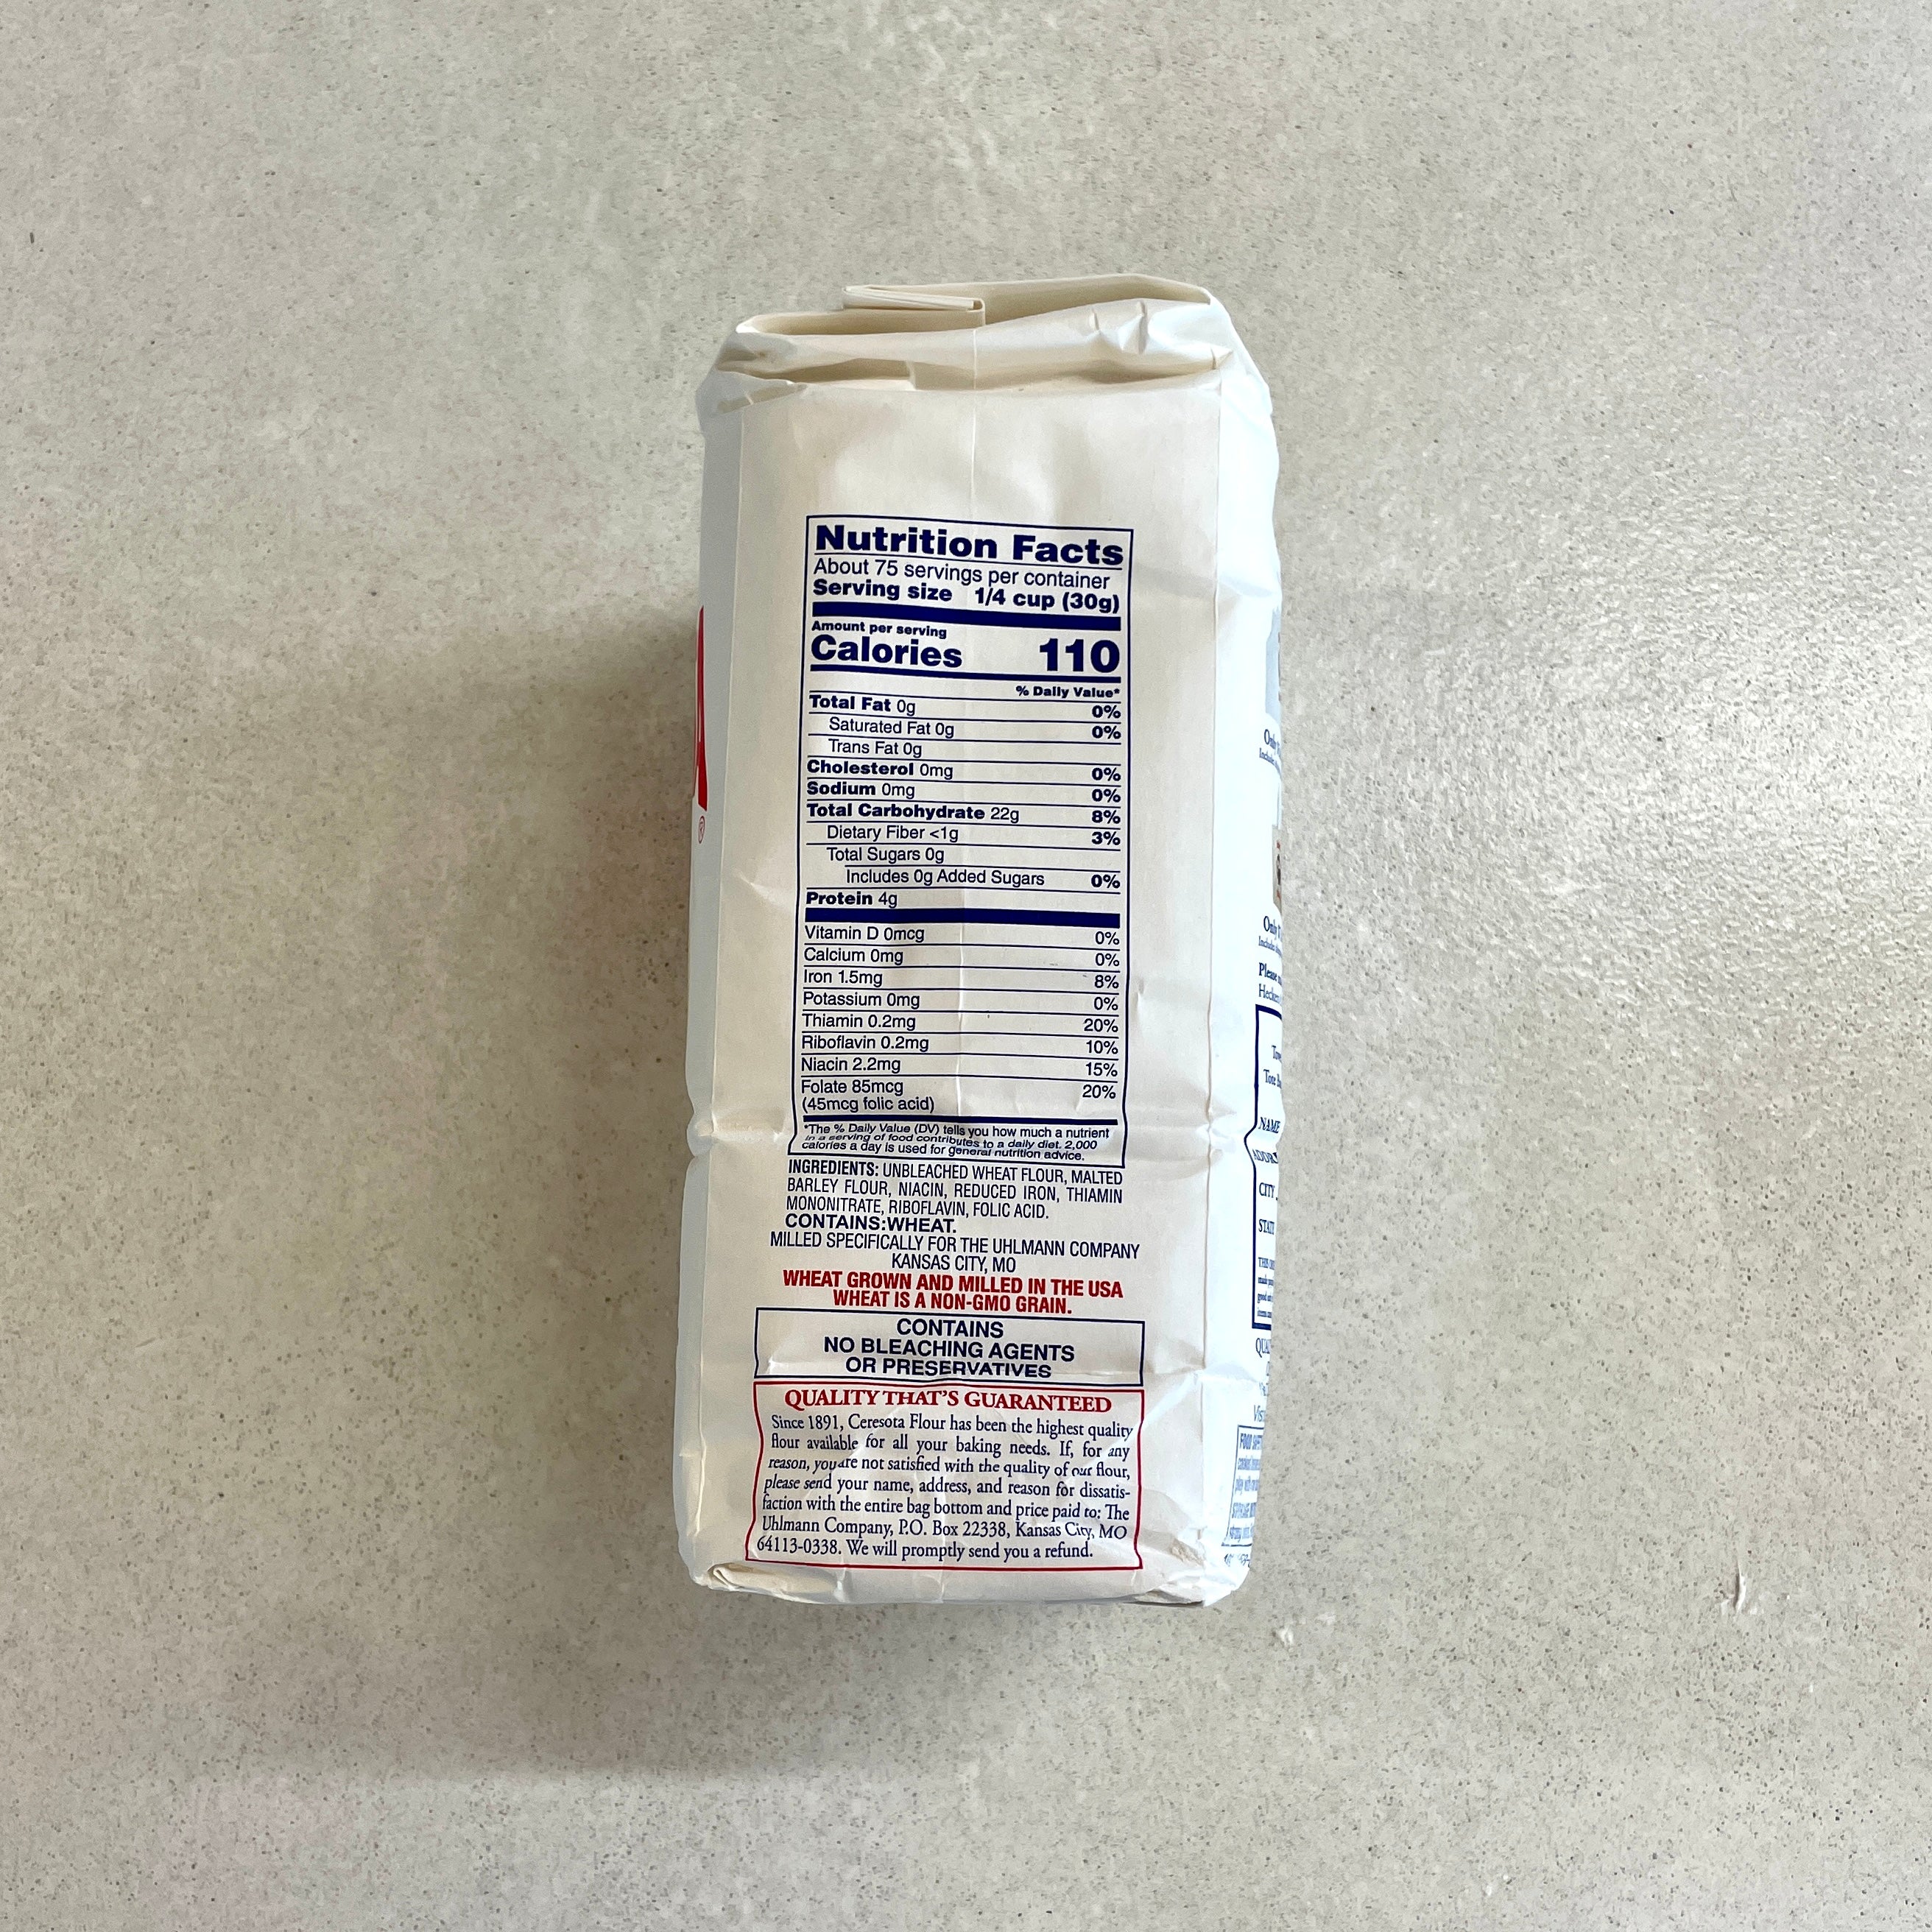 Nutrition Facts
About 75 servings per container
Serving size 1/4 cup (30g)
Amount per serving
Calories 110
% Daily Value*
Total Fat 0g 0%
Saturated Fat 0g 0%
Trans Fat 0g
Cholesterol 0mg 0%
Sodium 0mg 0%
Total Carbohydrate 22g 8%
Dietary Fiber <1g 3%
Total Sugars 0g
Includes 0g Added Sugars 0%
Protein 4g
Vitamin D 0mcg 0%
Calcium 0mg 0%
Iron 1.5mg 8%
Potassium 0mg 0%
Thiamin 0.2mg 20%
Riboflavin 0.2mg 10%
Niacin 2.2mg 15%
Folate 85mcg 20%
(45mcg folic acid)
*The % Daily Value (DV) tells you how much a nutrient
in a serving of food contributes to a daily diet. 2,000
calories a day is used for general nutrition advice.
INGREDIENTS: UNBLEACHED WHEAT FLOUR, MALTED
BARLEY FLOUR, NIACIN, REDUCED IRON, THIAMIN
MONONITRATE, RIBOFLAVIN, FOLIC ACID.
CONTAINS:WHEAT.
MILLED SPECIFICALLY FOR THE UHLMANN COMPANY
KANSAS CITY, MO
WHEAT GROWN AND MILLED IN THE USA
WHEAT IS A NON-GMO GRAIN.
CONTAINS
NO BLEACHING AGENTS
OR PRESERVATIVES
QUALITY THAT'S GUARANTEED
Since 1891, Ceresota Flour has been the highest quality
flour available for all your baking needs. If, for any
reason, you are not satisfied with the quality of our flour,
please send your name, address, and reason for dissatis-
faction with the entire bag bottom and price paid to: The
Uhlmann Company, P.O. Box 22338, Kansas City, MO
64113-0338. We will promptly send you a refund.
Please
NAME
CITY